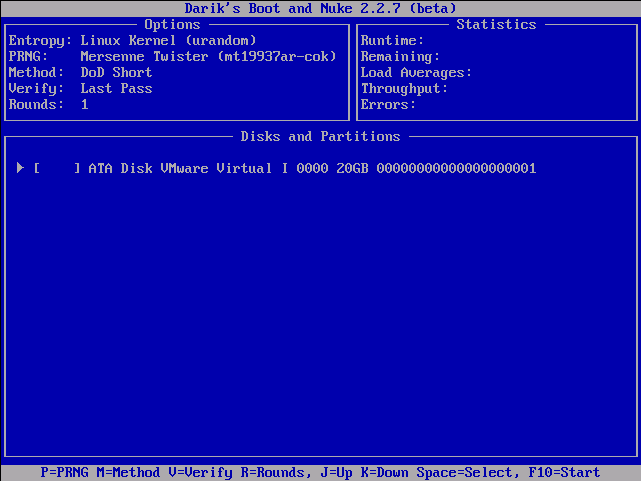 Darik's Boot and Nuke 2.2.7 (beta)
Options
Entropy: Linux Kernel (urandom)
PRNG: Mersenne Twister (mt19937ar-cok)
Method: DoD Short
Verify: Last Pass
Rounds: 1
Statistics
Runtime:
Remaining:
Load Averages:
Throughput:
Errors:
Disks and Partitions
▶ [    ] ATA Disk VMware Virtual I 0000 20GB 00000000000000000001
P=PRNG M=Method V=Verify R=Rounds, J=Up K=Down Space=Select, F10=Start